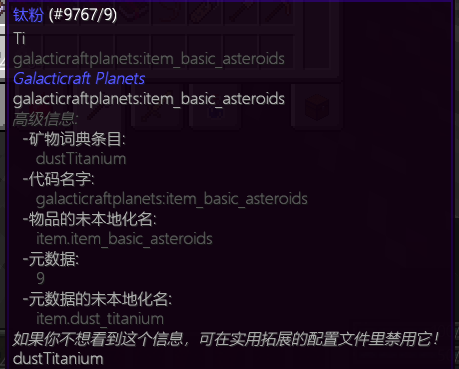 钛粉 (#9767/9)
Ti
galacticraftplanets:item_basic_asteroids
Galacticraft Planets
galacticraftplanets:item_basic_asteroids
高级信息:
-矿物词典条目:
dustTitanium
-代码名字:
galacticraftplanets:item_basic_asteroids
-物品的未本地化名:
item.item_basic_asteroids
-元数据:
9
-元数据的未本地化名:
item.dust_titanium
如果你不想看到这个信息，可在实用拓展的配置文件里禁用它！
dustTitanium